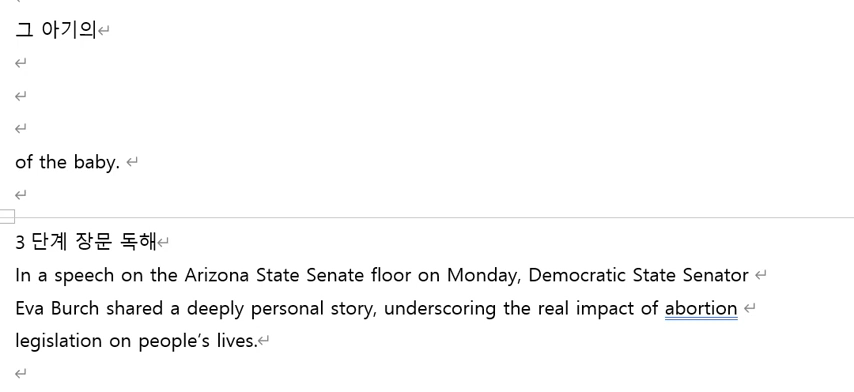 그 아기의
of the baby.
3 단계 장문 독해
In a speech on the Arizona State Senate floor on Monday, Democratic State Senator
Eva Burch shared a deeply personal story, underscoring the real impact of abortion
legislation on people’s lives.